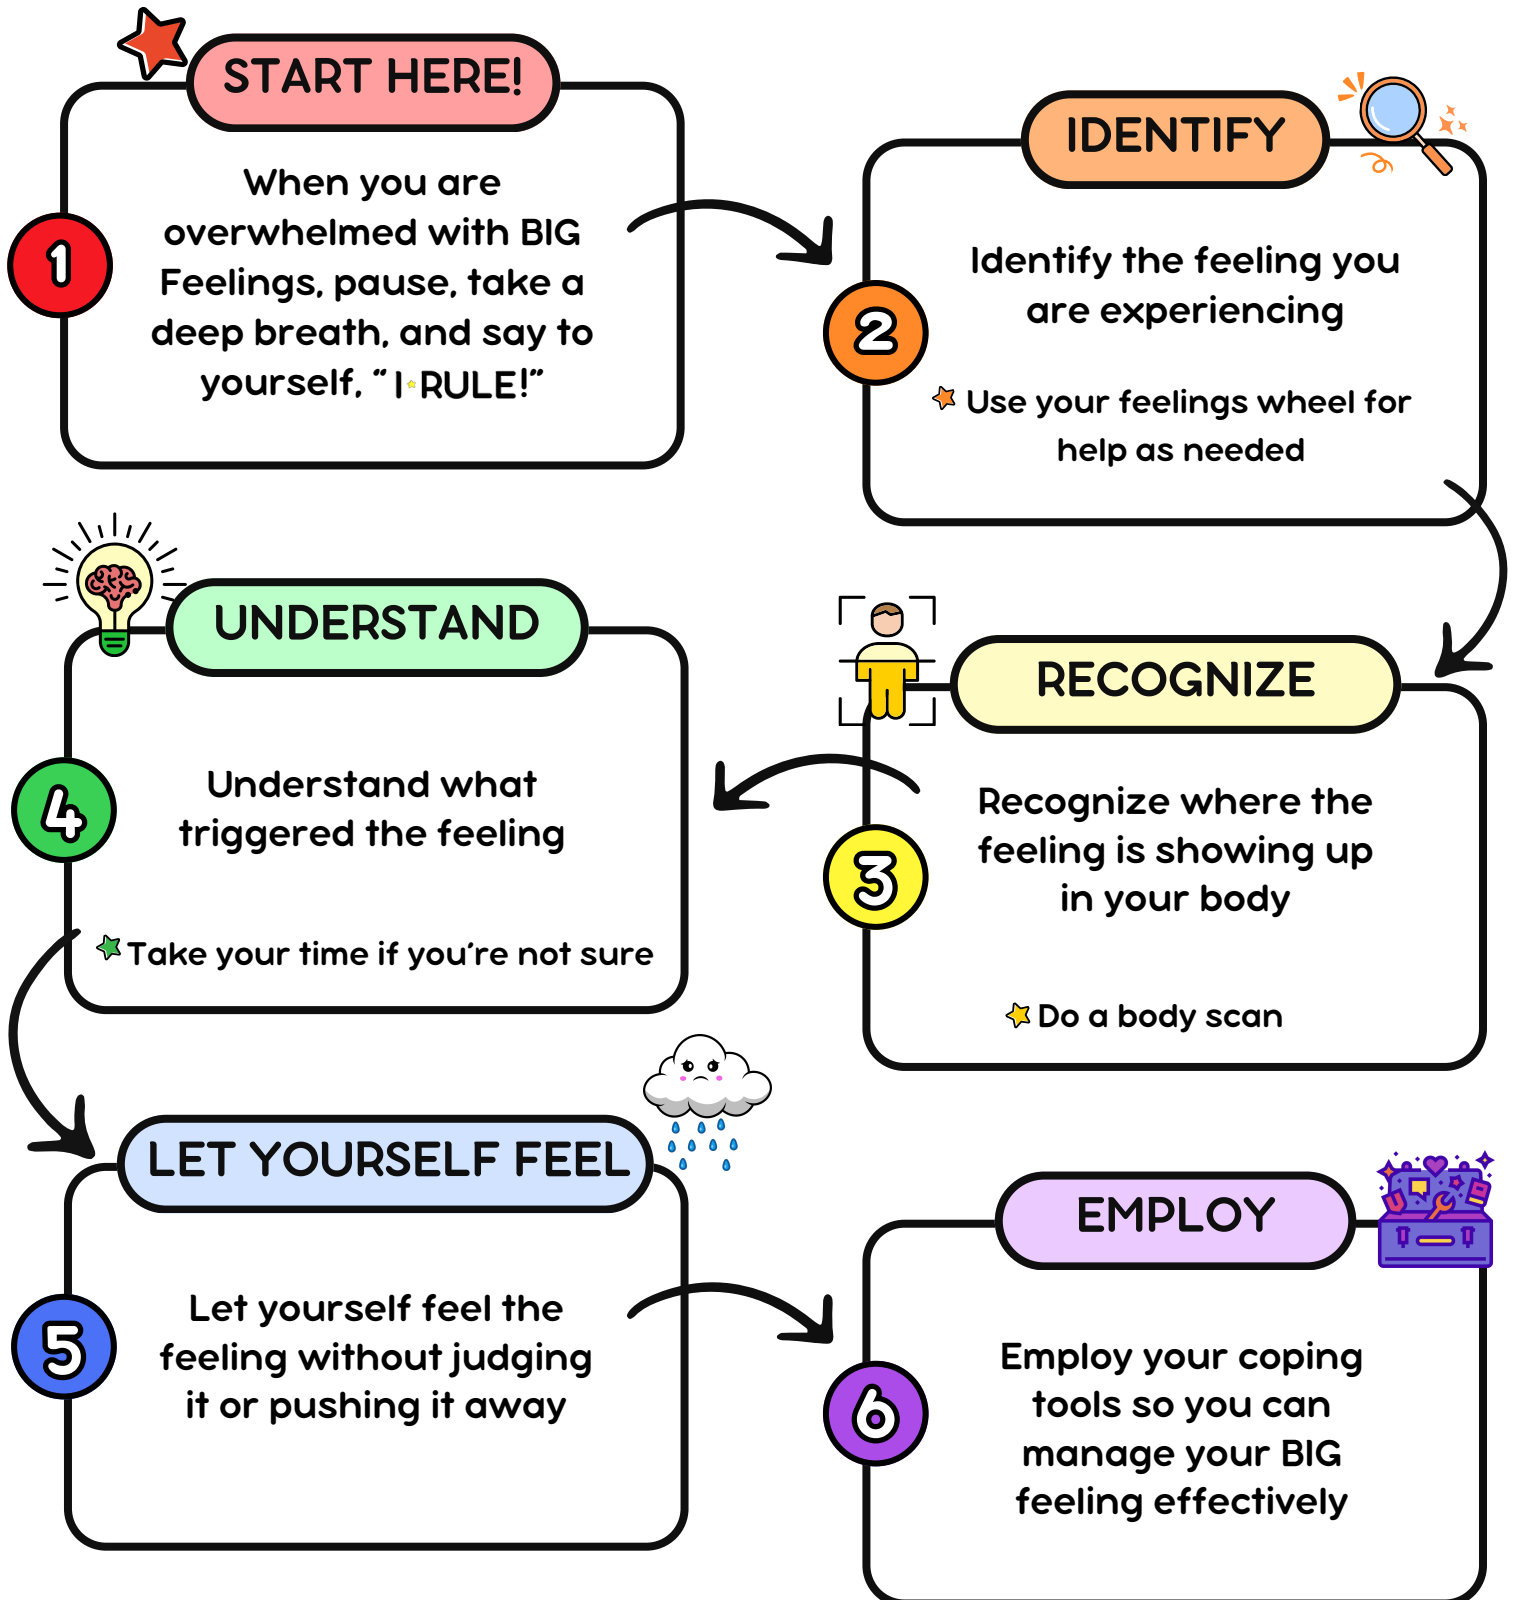 START HERE!
1
When you are
overwhelmed with BIG
Feelings, pause, take a
deep breath, and say to
yourself, “I RULE!”
IDENTIFY
2
Identify the feeling you
are experiencing
Use your feelings wheel for
help as needed
RECOGNIZE
3
Recognize where the
feeling is showing up
in your body
Do a body scan
UNDERSTAND
4
Understand what
triggered the feeling
Take your time if you’re not sure
LET YOURSELF FEEL
5
Let yourself feel the
feeling without judging
it or pushing it away
EMPLOY
6
Employ your coping
tools so you can
manage your BIG
feeling effectively